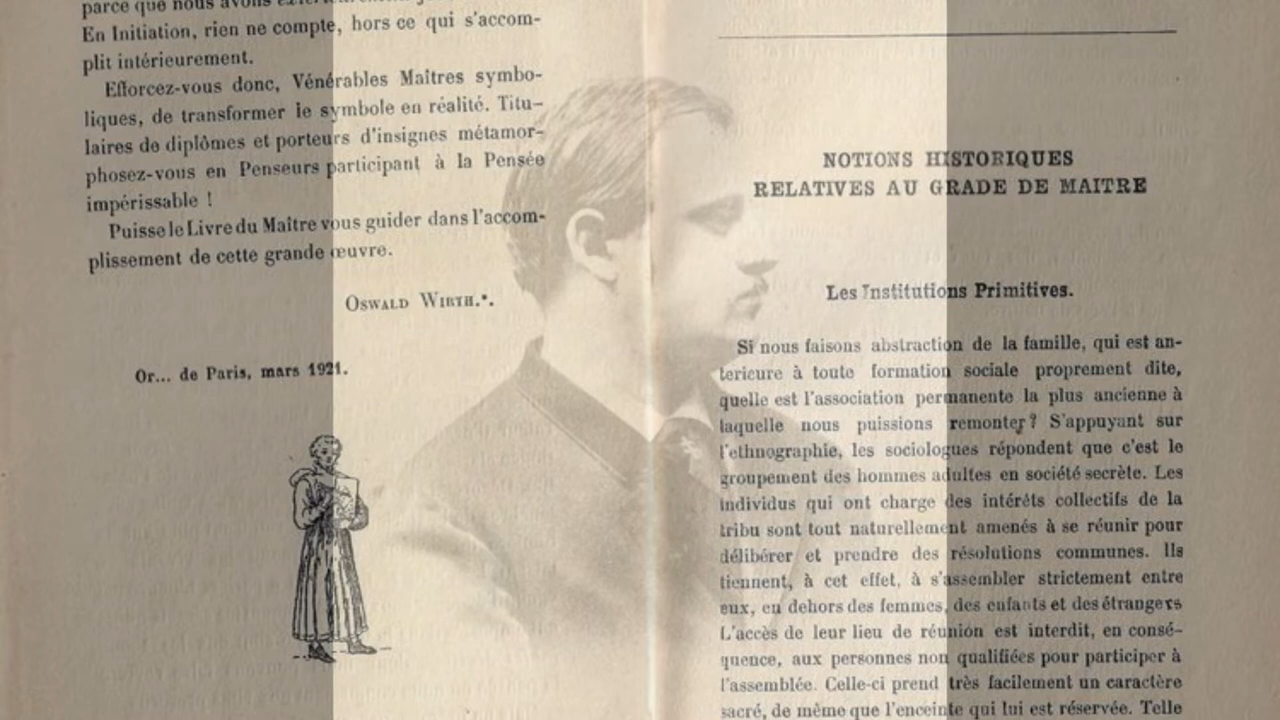 parce que nous avons
En Initiation, rien ne compte, hors ce qui s'accom-
plit intérieurement.
Efforcez-vous donc, Vénérables Maîtres symbo-
liques, de transformer le symbole en réalité. Titu-
laires de diplômes et porteurs d'insignes métamor-
phosez-vous en Penseurs participant à la Pensée
impérissable !
Puisse le Livre du Maître vous guider dans l'accom-
plissement de cette grande œuvre.
Oswald Wirth.•.
Or... de Paris, mars 1921.
NOTIONS HISTORIQUES
RELATIVES AU GRADE DE MAITRE
Les Institutions Primitives.
Si nous faisons abstraction de la famille, qui est an-
terieure à toute formation sociale proprement dite,
quelle est l'association permanente la plus ancienne à
laquelle nous puissions remonter ? S'appuyant sur
l'ethnographie, les sociologues répondent que c'est le
groupement des hommes adultes en société secrète. Les
individus qui ont charge des intérêts collectifs de la
tribu sont tout naturellement amenés à se réunir pour
délibérer et prendre des résolutions communes. Ils
tiennent, à cet effet, à s'assembler strictement entre
eux, en dehors des femmes, des enfants et des étrangers
L'accès de leur lieu de réunion est interdit, en consé-
quence, aux personnes non qualifiées pour participer à
l'assemblée. Celle-ci prend très facilement un caractère
sacré, de même que l'enceinte qui lui est réservée. Telle